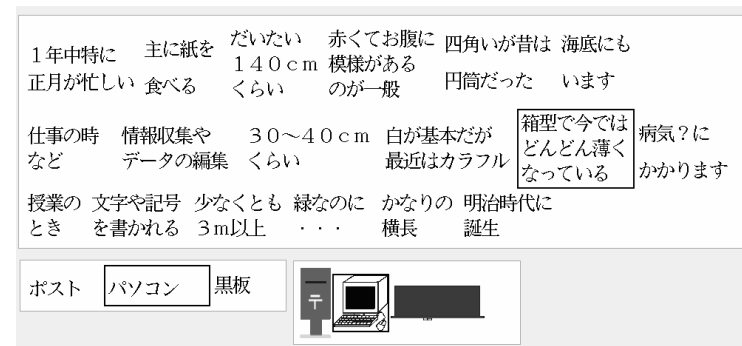 1年中特に
正月が忙しい
主に紙を
食べる
だいたい
140cm
くらい
赤くてお腹に
模様がある
のが一般
四角いが昔は
円筒だった
海底にも
います
仕事の時
など
情報収集や
データの編集
30～40cm
くらい
白が基本だが
最近はカラフル
箱型で今では
どんどん薄く
なっている
病気？に
かかります
授業の
とき
文字や記号
を書かれる
少なくとも
3m以上
緑なのに
・・・
かなりの
横長
明治時代に
誕生
ポスト
パソコン
黒板
〒